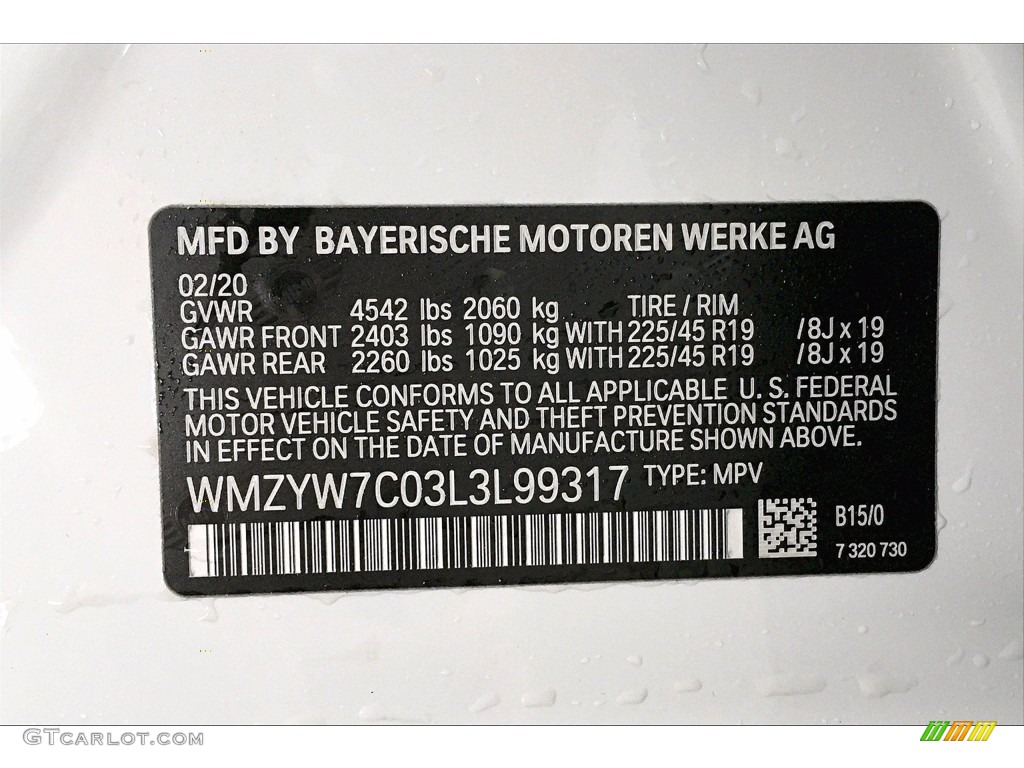 MFD BY BAYERISCHE MOTOREN WERKE AG
02/20
GVWR 4542 lbs 2060 kg TIRE / RIM
GAWR FRONT 2403 lbs 1090 kg WITH 225/45 R19 /8J x 19
GAWR REAR 2260 lbs 1025 kg WITH 225/45 R19 /8J x 19
THIS VEHICLE CONFORMS TO ALL APPLICABLE U. S. FEDERAL
MOTOR VEHICLE SAFETY AND THEFT PREVENTION STANDARDS
IN EFFECT ON THE DATE OF MANUFACTURE SHOWN ABOVE.
WMZYW7C03L3L99317 TYPE: MPV
B15/0
7 320 730
GTCARLOT.COM